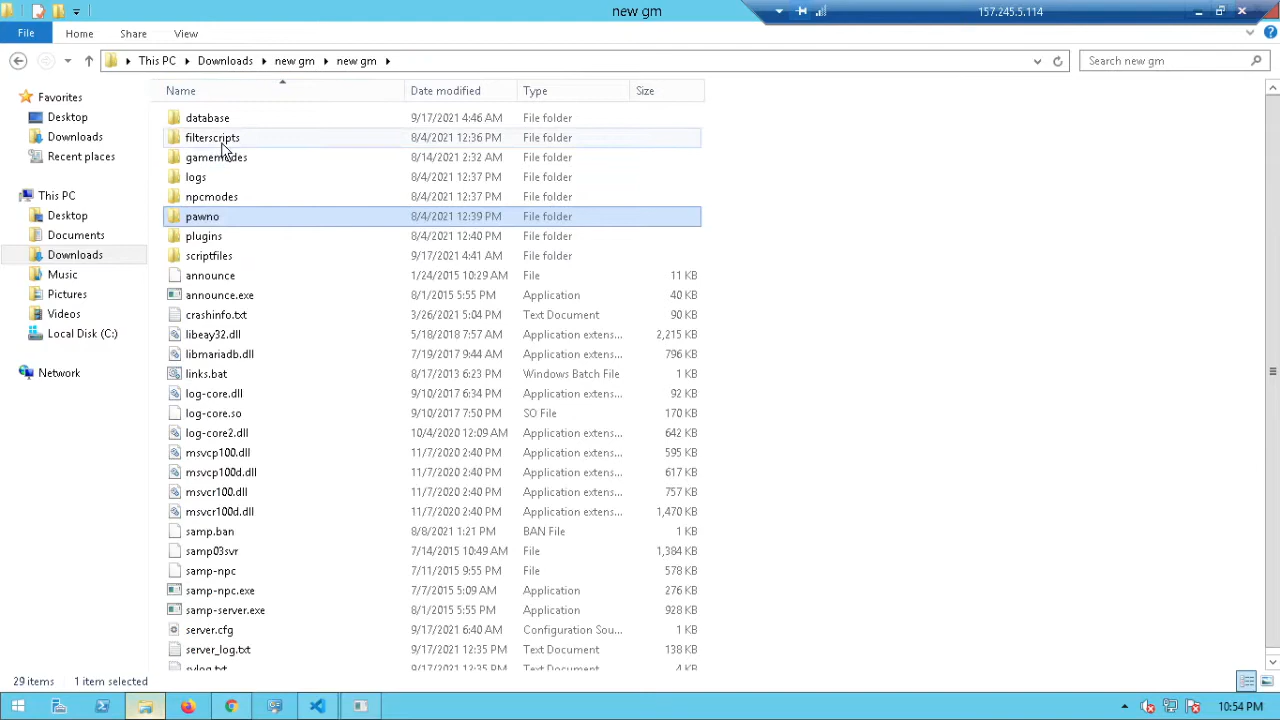 new gm
157.245.5.114
File Home Share View
This PC Downloads new gm new gm
Search new gm
Name Date modified Type Size
Favorites
Desktop
Downloads
Recent places
This PC
Desktop
Documents
Downloads
Music
Pictures
Videos
Local Disk (C:)
Network
database 9/17/2021 4:46 AM File folder
filterscripts 8/4/2021 12:36 PM File folder
gamemodes 8/14/2021 2:32 AM File folder
logs 8/4/2021 12:37 PM File folder
npcmodes 8/4/2021 12:37 PM File folder
pawno 8/4/2021 12:39 PM File folder
plugins 8/4/2021 12:40 PM File folder
scriptfiles 9/17/2021 4:41 AM File folder
announce 1/24/2015 10:29 AM File 11 KB
announce.exe 8/1/2015 5:55 PM Application 40 KB
crashinfo.txt 3/26/2021 5:04 PM Text Document 90 KB
libeay32.dll 5/18/2018 7:57 AM Application extens... 2,215 KB
libmariadb.dll 7/19/2017 9:44 AM Application extens... 796 KB
links.bat 8/17/2013 6:23 PM Windows Batch File 1 KB
log-core.dll 9/10/2017 6:34 PM Application extens... 92 KB
log-core.so 9/10/2017 7:50 PM SO File 170 KB
log-core2.dll 10/4/2020 12:09 AM Application extens... 642 KB
msvcp100.dll 11/7/2020 2:40 PM Application extens... 595 KB
msvcp100d.dll 11/7/2020 2:40 PM Application extens... 617 KB
msvcr100.dll 11/7/2020 2:40 PM Application extens... 757 KB
msvcr100d.dll 11/7/2020 2:40 PM Application extens... 1,470 KB
samp.ban 8/8/2021 1:21 PM BAN File 1 KB
samp03svr 7/14/2015 10:49 AM File 1,384 KB
samp-npc 7/11/2015 9:55 PM File 578 KB
samp-npc.exe 7/7/2015 5:09 AM Application 276 KB
samp-server.exe 8/1/2015 5:55 PM Application 928 KB
server.cfg 9/17/2021 6:40 AM Configuration Sou... 1 KB
server_log.txt 9/17/2021 12:35 PM Text Document 138 KB
9/17/2021 12:35 PM Text Document 4 KB
29 items 1 item selected
10:54 PM